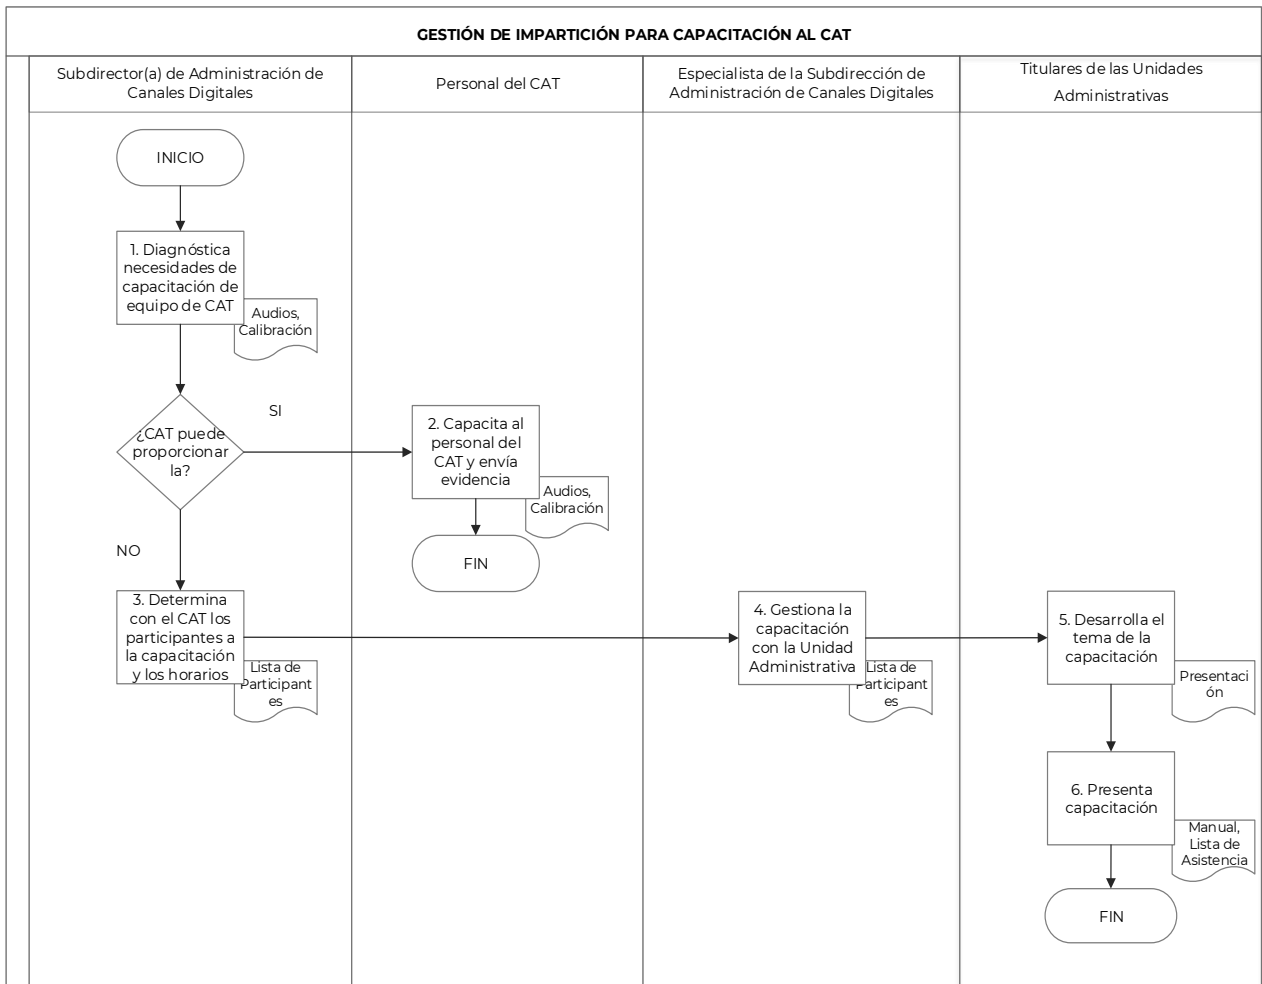 GESTIÓN DE IMPARTICIÓN PARA CAPACITACIÓN AL CAT
Subdirector(a) de Administración de
Canales Digitales
Personal del CAT
Especialista de la Subdirección de
Administración de Canales Digitales
Titulares de las Unidades
Administrativas
INICIO
1. Diagnóstica
necesidades de
capacitación de
equipo de CAT
Audios,
Calibración
¿CAT puede
proporcionar
la?
SI
NO
2. Capacita al
personal del
CAT y envía
evidencia
Audios,
Calibración
FIN
3. Determina
con el CAT los
participantes a
la capacitación
y los horarios
Lista de
Participant
es
4. Gestiona la
capacitación
con la Unidad
Administrativa
Lista de
Participant
es
5. Desarrolla el
tema de la
capacitación
Presentaci
ón
6. Presenta
capacitación
Manual,
Lista de
Asistencia
FIN